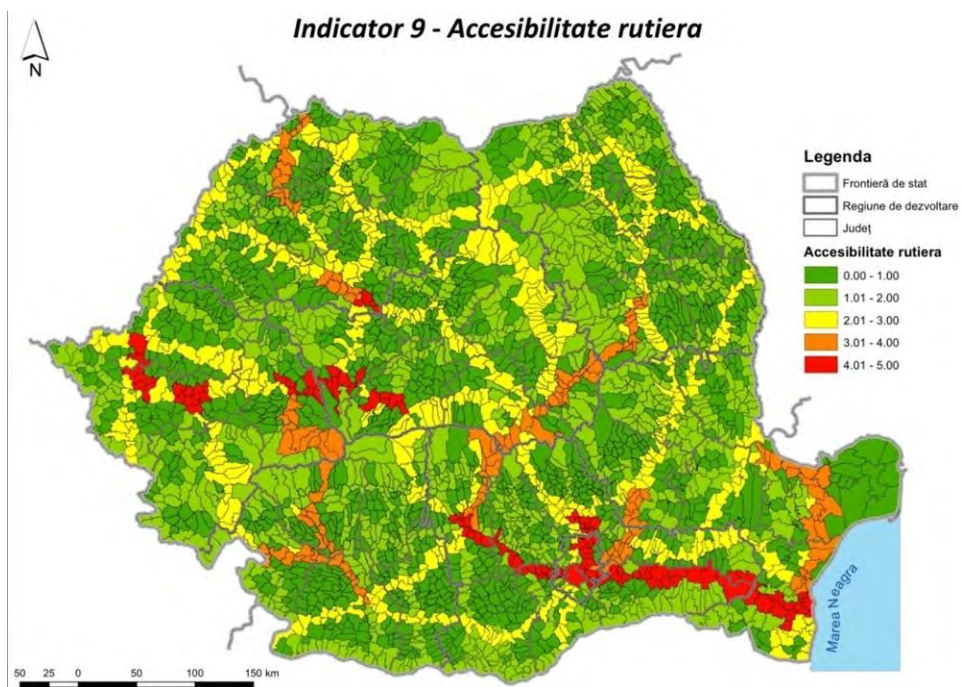 Indicator 9 - Accesibilitate rutiera
N
Legenda
Frontieră de stat
Regiune de dezvoltare
Județ
Accesibilitate rutiera
0.00 - 1.00
1.01 - 2.00
2.01 - 3.00
3.01 - 4.00
4.01 - 5.00
Marea Neagra
50 25 0 50 100 150 km